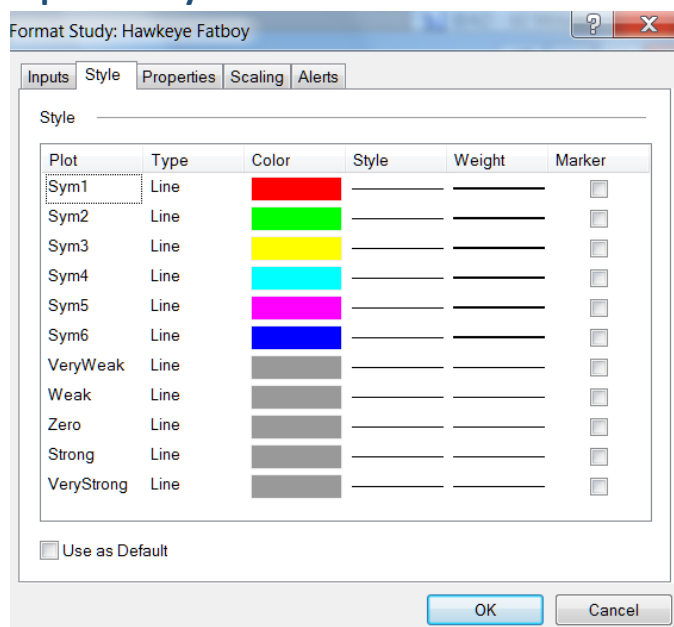 Format Study: Hawkeye Fatboy
?
X
Inputs Style Properties Scaling Alerts
Style
Plot Type Color Style Weight Marker
Sym1 Line
Sym2 Line
Sym3 Line
Sym4 Line
Sym5 Line
Sym6 Line
VeryWeak Line
Weak Line
Zero Line
Strong Line
VeryStrong Line
Use as Default
OK Cancel